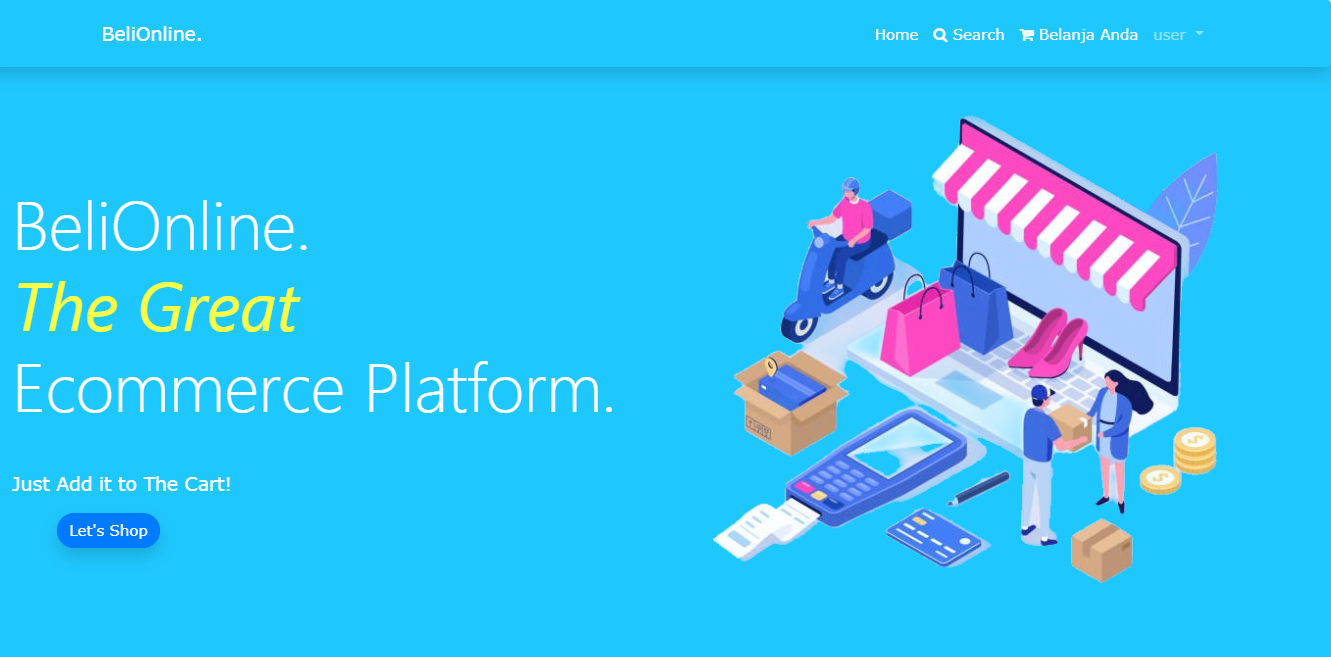 BeliOnline.
Home Search Belanja Anda user
BeliOnline.
The Great
Ecommerce Platform.
Just Add it to The Cart!
Let's Shop